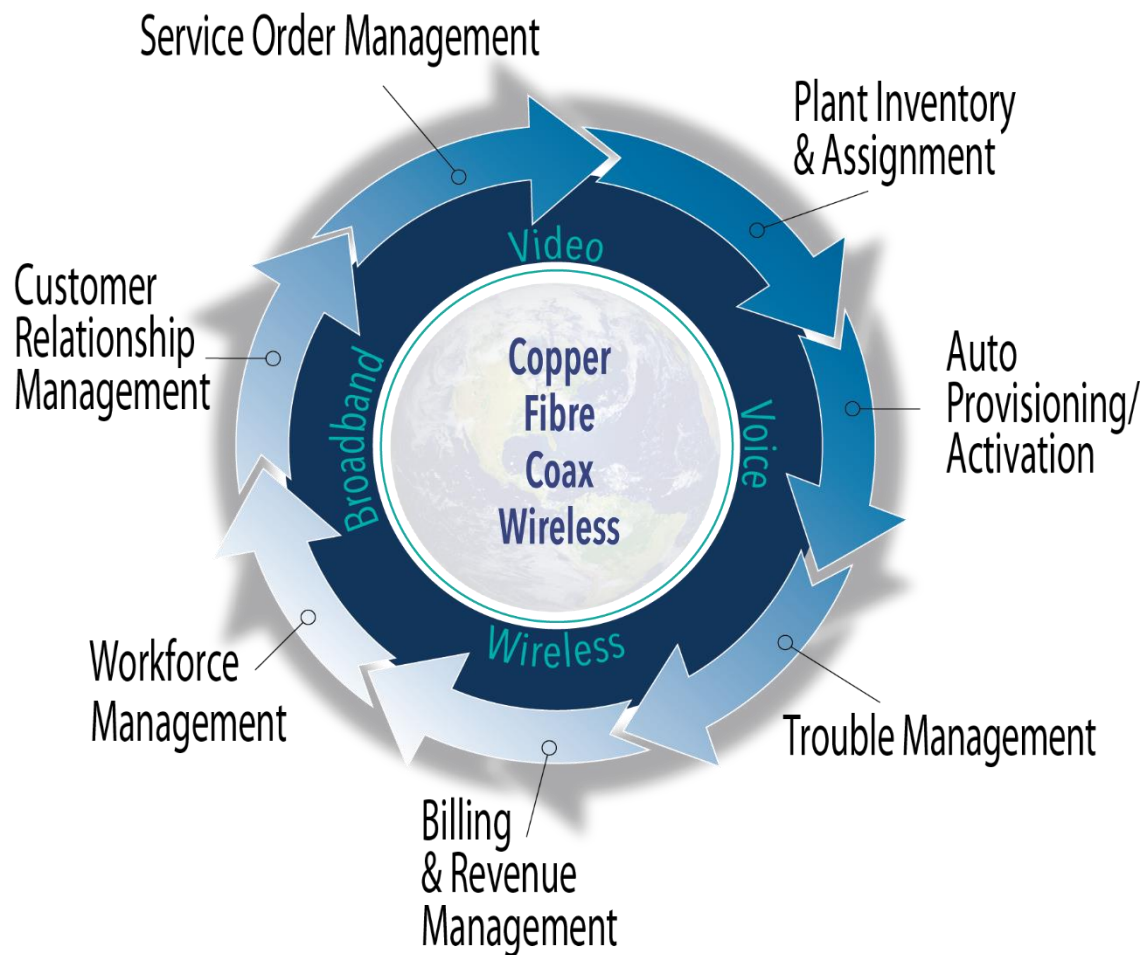 Service Order Management
Plant Inventory
& Assignment
Auto
Provisioning/
Activation
Trouble Management
Billing
& Revenue
Management
Workforce
Management
Customer
Relationship
Management
Video
Voice
Wireless
Broadband
Copper
Fibre
Coax
Wireless